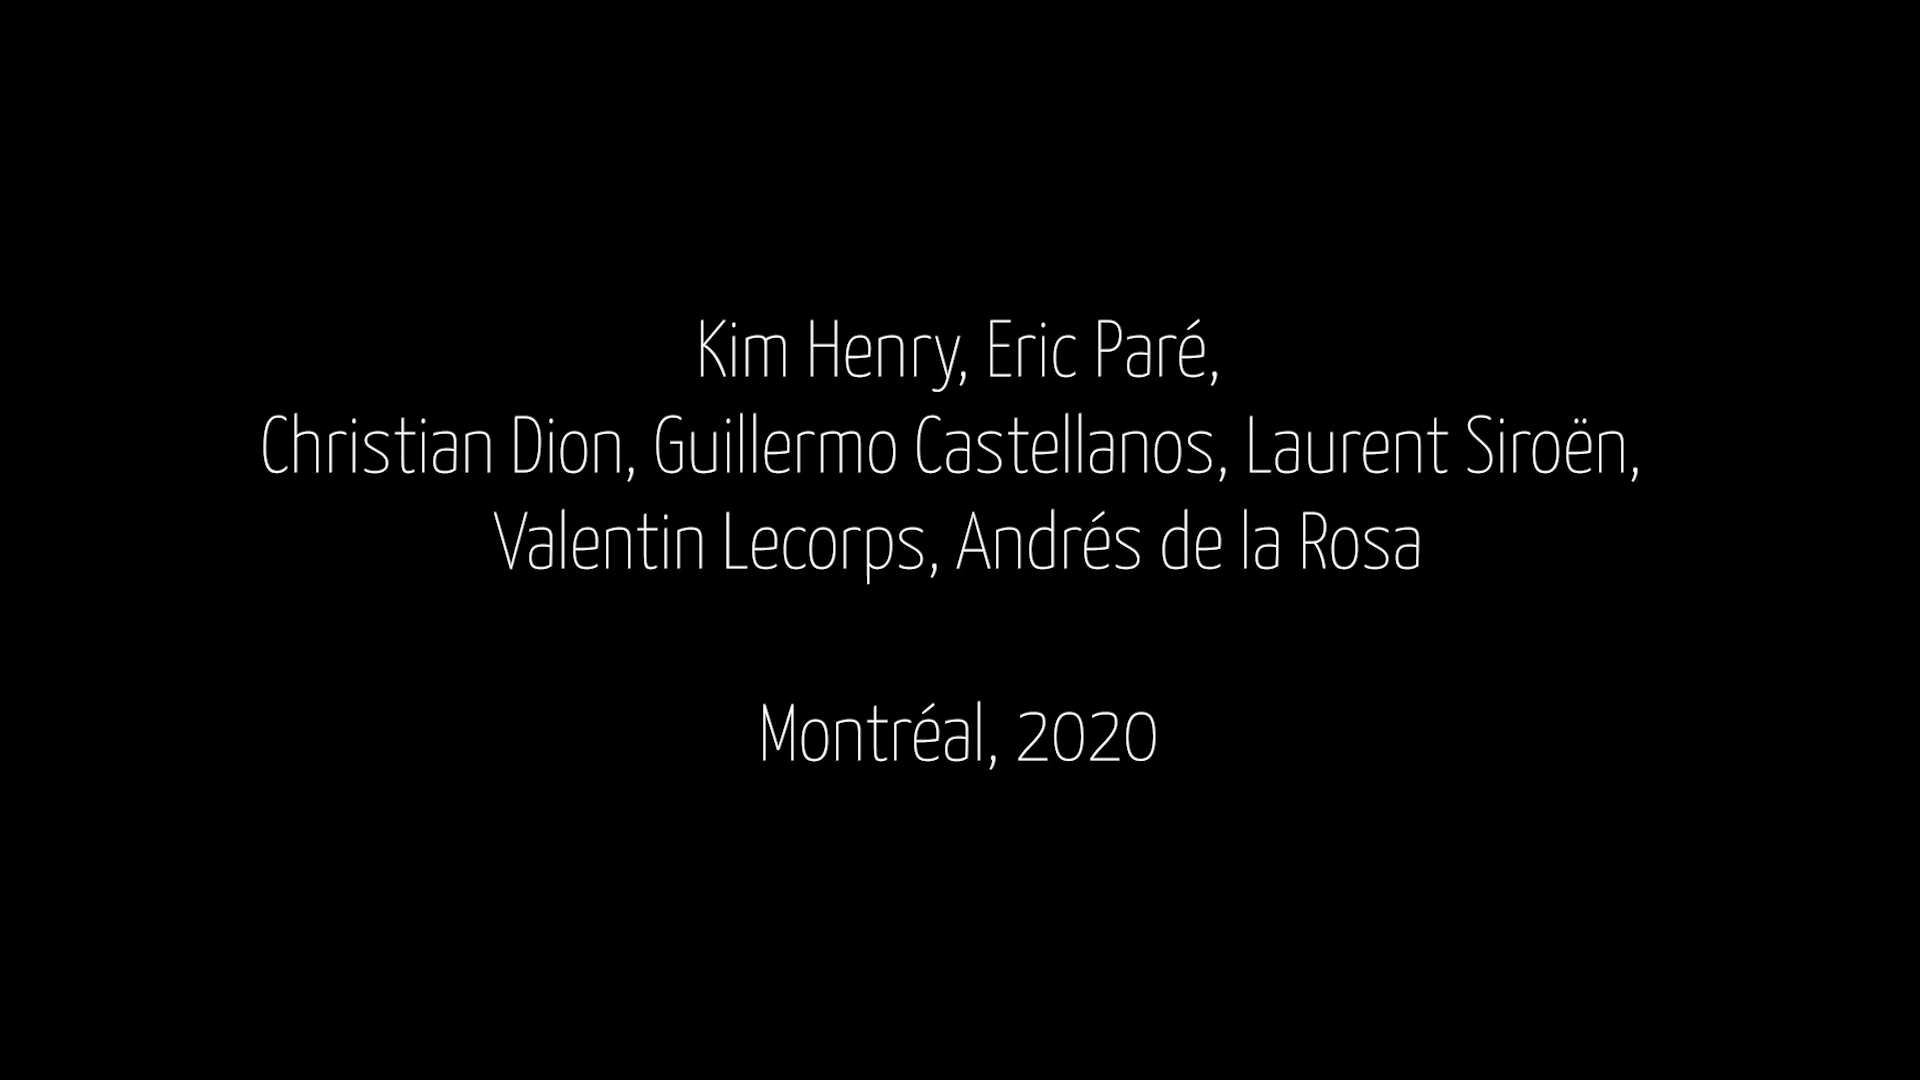 Kim Henry, Eric Paré,
Christian Dion, Guillermo Castellanos, Laurent Siroën,
Valentin Lecorps, Andrés de la Rosa
Montréal, 2020